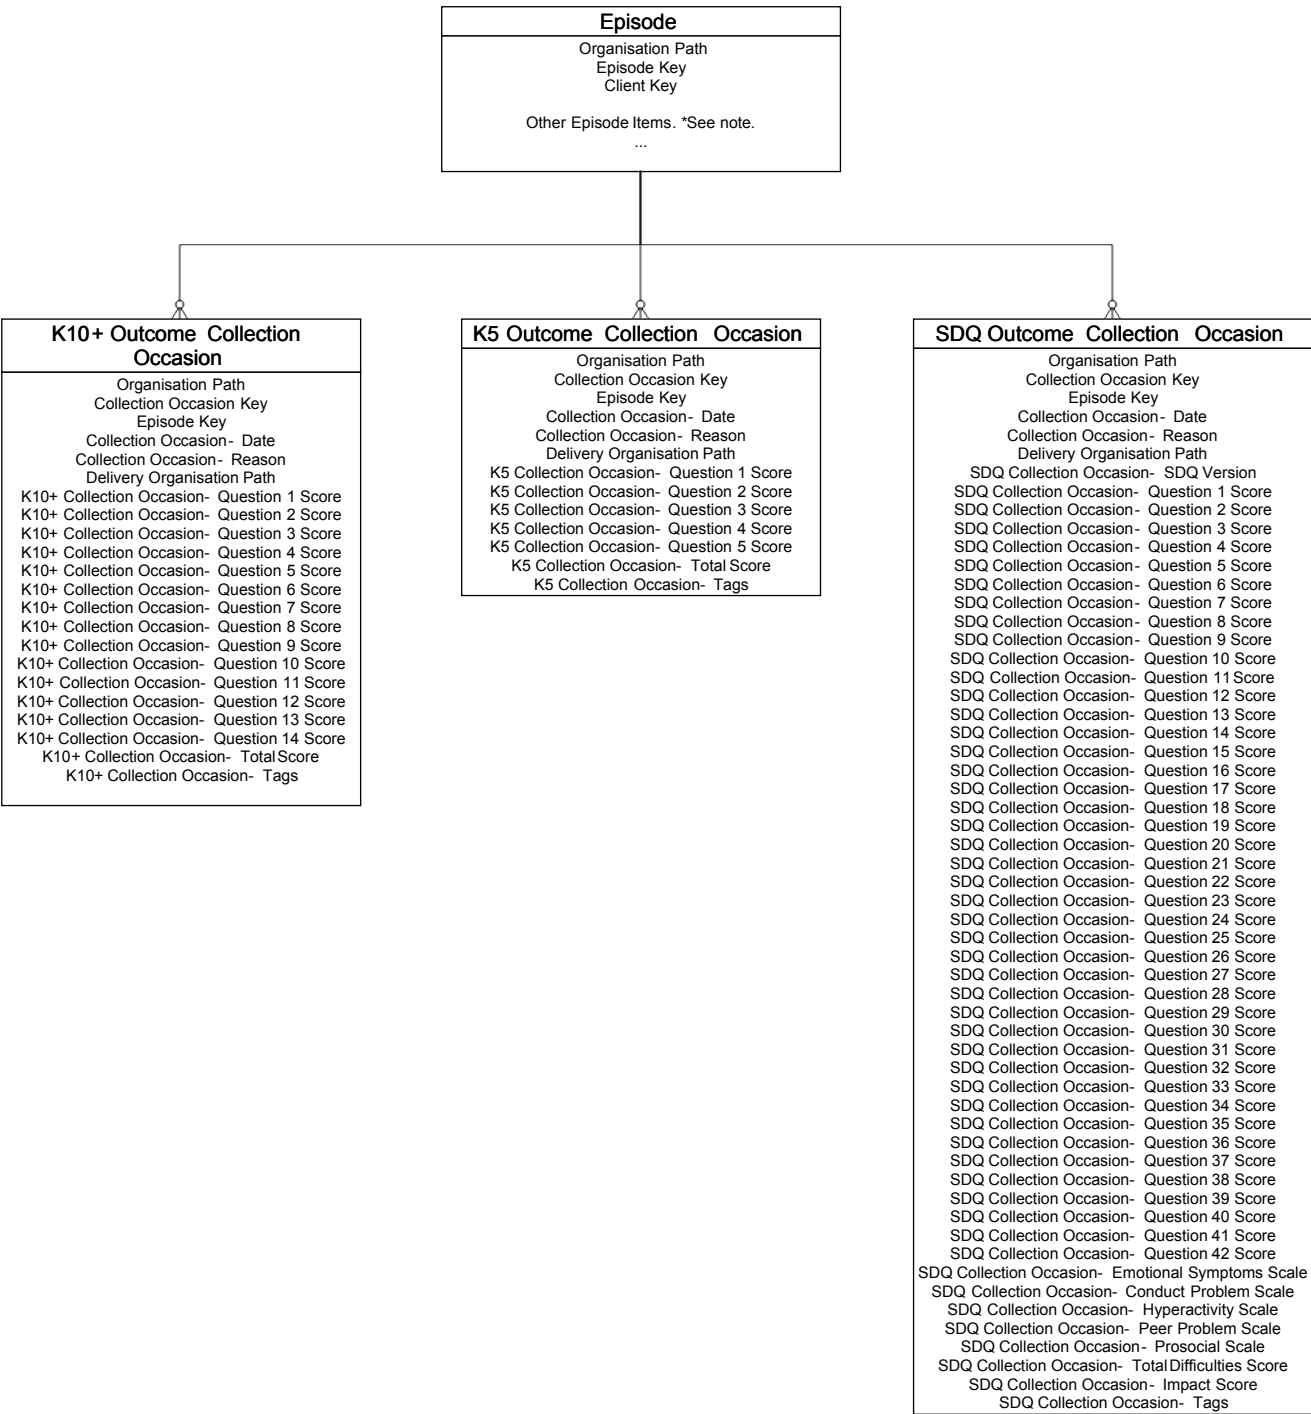 Episode
Organisation Path
Episode Key
Client Key
Other Episode Items. *See note.
...
K10+ Outcome Collection
Occasion
Organisation Path
Collection Occasion Key
Episode Key
Collection Occasion- Date
Collection Occasion- Reason
Delivery Organisation Path
K10+ Collection Occasion- Question 1 Score
K10+ Collection Occasion- Question 2 Score
K10+ Collection Occasion- Question 3 Score
K10+ Collection Occasion- Question 4 Score
K10+ Collection Occasion- Question 5 Score
K10+ Collection Occasion- Question 6 Score
K10+ Collection Occasion- Question 7 Score
K10+ Collection Occasion- Question 8 Score
K10+ Collection Occasion- Question 9 Score
K10+ Collection Occasion- Question 10 Score
K10+ Collection Occasion- Question 11 Score
K10+ Collection Occasion- Question 12 Score
K10+ Collection Occasion- Question 13 Score
K10+ Collection Occasion- Question 14 Score
K10+ Collection Occasion- Total Score
K10+ Collection Occasion- Tags
K5 Outcome Collection Occasion
Organisation Path
Collection Occasion Key
Episode Key
Collection Occasion- Date
Collection Occasion- Reason
Delivery Organisation Path
K5 Collection Occasion- Question 1 Score
K5 Collection Occasion- Question 2 Score
K5 Collection Occasion- Question 3 Score
K5 Collection Occasion- Question 4 Score
K5 Collection Occasion- Question 5 Score
K5 Collection Occasion- Total Score
K5 Collection Occasion- Tags
SDQ Outcome Collection Occasion
Organisation Path
Collection Occasion Key
Episode Key
Collection Occasion- Date
Collection Occasion- Reason
Delivery Organisation Path
SDQ Collection Occasion- SDQ Version
SDQ Collection Occasion- Question 1 Score
SDQ Collection Occasion- Question 2 Score
SDQ Collection Occasion- Question 3 Score
SDQ Collection Occasion- Question 4 Score
SDQ Collection Occasion- Question 5 Score
SDQ Collection Occasion- Question 6 Score
SDQ Collection Occasion- Question 7 Score
SDQ Collection Occasion- Question 8 Score
SDQ Collection Occasion- Question 9 Score
SDQ Collection Occasion- Question 10 Score
SDQ Collection Occasion- Question 11 Score
SDQ Collection Occasion- Question 12 Score
SDQ Collection Occasion- Question 13 Score
SDQ Collection Occasion- Question 14 Score
SDQ Collection Occasion- Question 15 Score
SDQ Collection Occasion- Question 16 Score
SDQ Collection Occasion- Question 17 Score
SDQ Collection Occasion- Question 18 Score
SDQ Collection Occasion- Question 19 Score
SDQ Collection Occasion- Question 20 Score
SDQ Collection Occasion- Question 21 Score
SDQ Collection Occasion- Question 22 Score
SDQ Collection Occasion- Question 23 Score
SDQ Collection Occasion- Question 24 Score
SDQ Collection Occasion- Question 25 Score
SDQ Collection Occasion- Question 26 Score
SDQ Collection Occasion- Question 27 Score
SDQ Collection Occasion- Question 28 Score
SDQ Collection Occasion- Question 29 Score
SDQ Collection Occasion- Question 30 Score
SDQ Collection Occasion- Question 31 Score
SDQ Collection Occasion- Question 32 Score
SDQ Collection Occasion- Question 33 Score
SDQ Collection Occasion- Question 34 Score
SDQ Collection Occasion- Question 35 Score
SDQ Collection Occasion- Question 36 Score
SDQ Collection Occasion- Question 37 Score
SDQ Collection Occasion- Question 38 Score
SDQ Collection Occasion- Question 39 Score
SDQ Collection Occasion- Question 40 Score
SDQ Collection Occasion- Question 41 Score
SDQ Collection Occasion- Question 42 Score
SDQ Collection Occasion- Emotional Symptoms Scale
SDQ Collection Occasion- Conduct Problem Scale
SDQ Collection Occasion- Hyperactivity Scale
SDQ Collection Occasion- Peer Problem Scale
SDQ Collection Occasion- Prosocial Scale
SDQ Collection Occasion- Total Difficulties Score
SDQ Collection Occasion- Impact Score
SDQ Collection Occasion- Tags